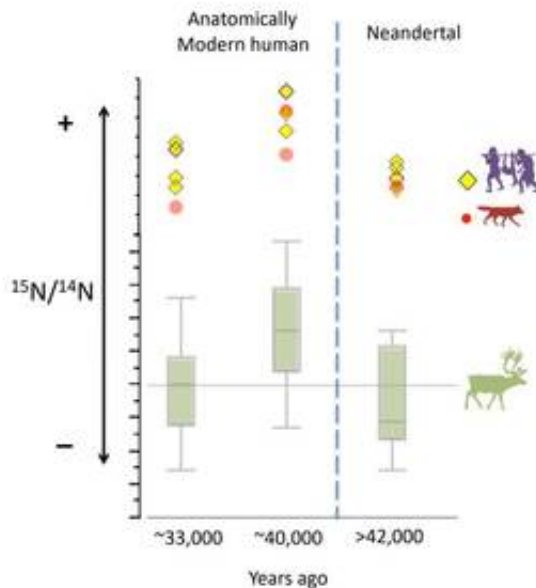 Anatomically
Modern human
Neandertal
+
15N/14N
−
~33,000 ~40,000 >42,000
Years ago